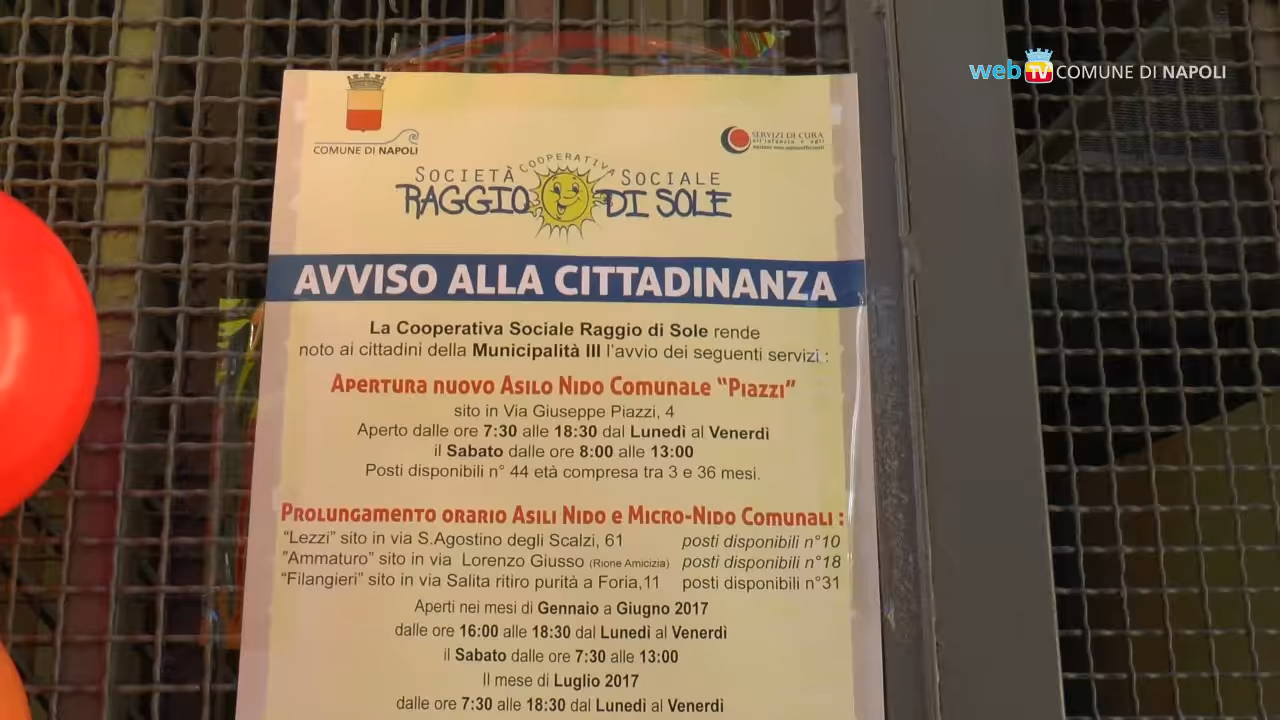 web TV COMUNE DI NAPOLI
COMUNE DI NAPOLI
SERVIZI DI CURA
all'infanzia e agli
anziani non autosufficienti
SOCIETÀ COOPERATIVA SOCIALE
RAGGIO DI SOLE
AVVISO ALLA CITTADINANZA
La Cooperativa Sociale Raggio di Sole rende
noto ai cittadini della Municipalità III l'avvio dei seguenti servizi :
APERTURA NUOVO ASILO NIDO COMUNALE "PIAZZI"
sito in Via Giuseppe Piazzi, 4
Aperto dalle ore 7:30 alle 18:30 dal Lunedì al Venerdì
il Sabato dalle ore 8:00 alle 13:00
Posti disponibili n° 44 età compresa tra 3 e 36 mesi.
PROLUNGAMENTO ORARIO ASILI NIDO E MICRO-NIDO COMUNALI :
"Lezzi" sito in via S.Agostino degli Scalzi, 61 posti disponibili n°10
"Ammaturo" sito in via Lorenzo Giusso (Rione Amicizia) posti disponibili n°18
"Filangieri" sito in via Salita ritiro purità a Foria,11 posti disponibili n°31
Aperti nei mesi di Gennaio a Giugno 2017
dalle ore 16:00 alle 18:30 dal Lunedì al Venerdì
il Sabato dalle ore 7:30 alle 13:00
Il mese di Luglio 2017
dalle ore 7:30 alle 18:30 dal Lunedì al Venerdì